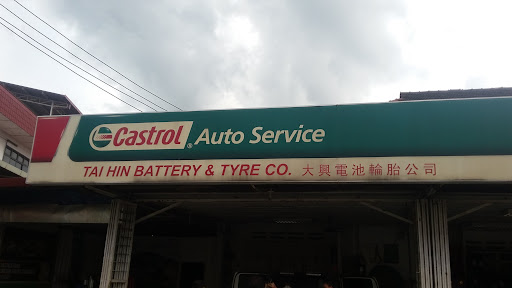 Castrol® Auto Service
TAI HIN BATTERY & TYRE CO. 大興電池輪胎公司